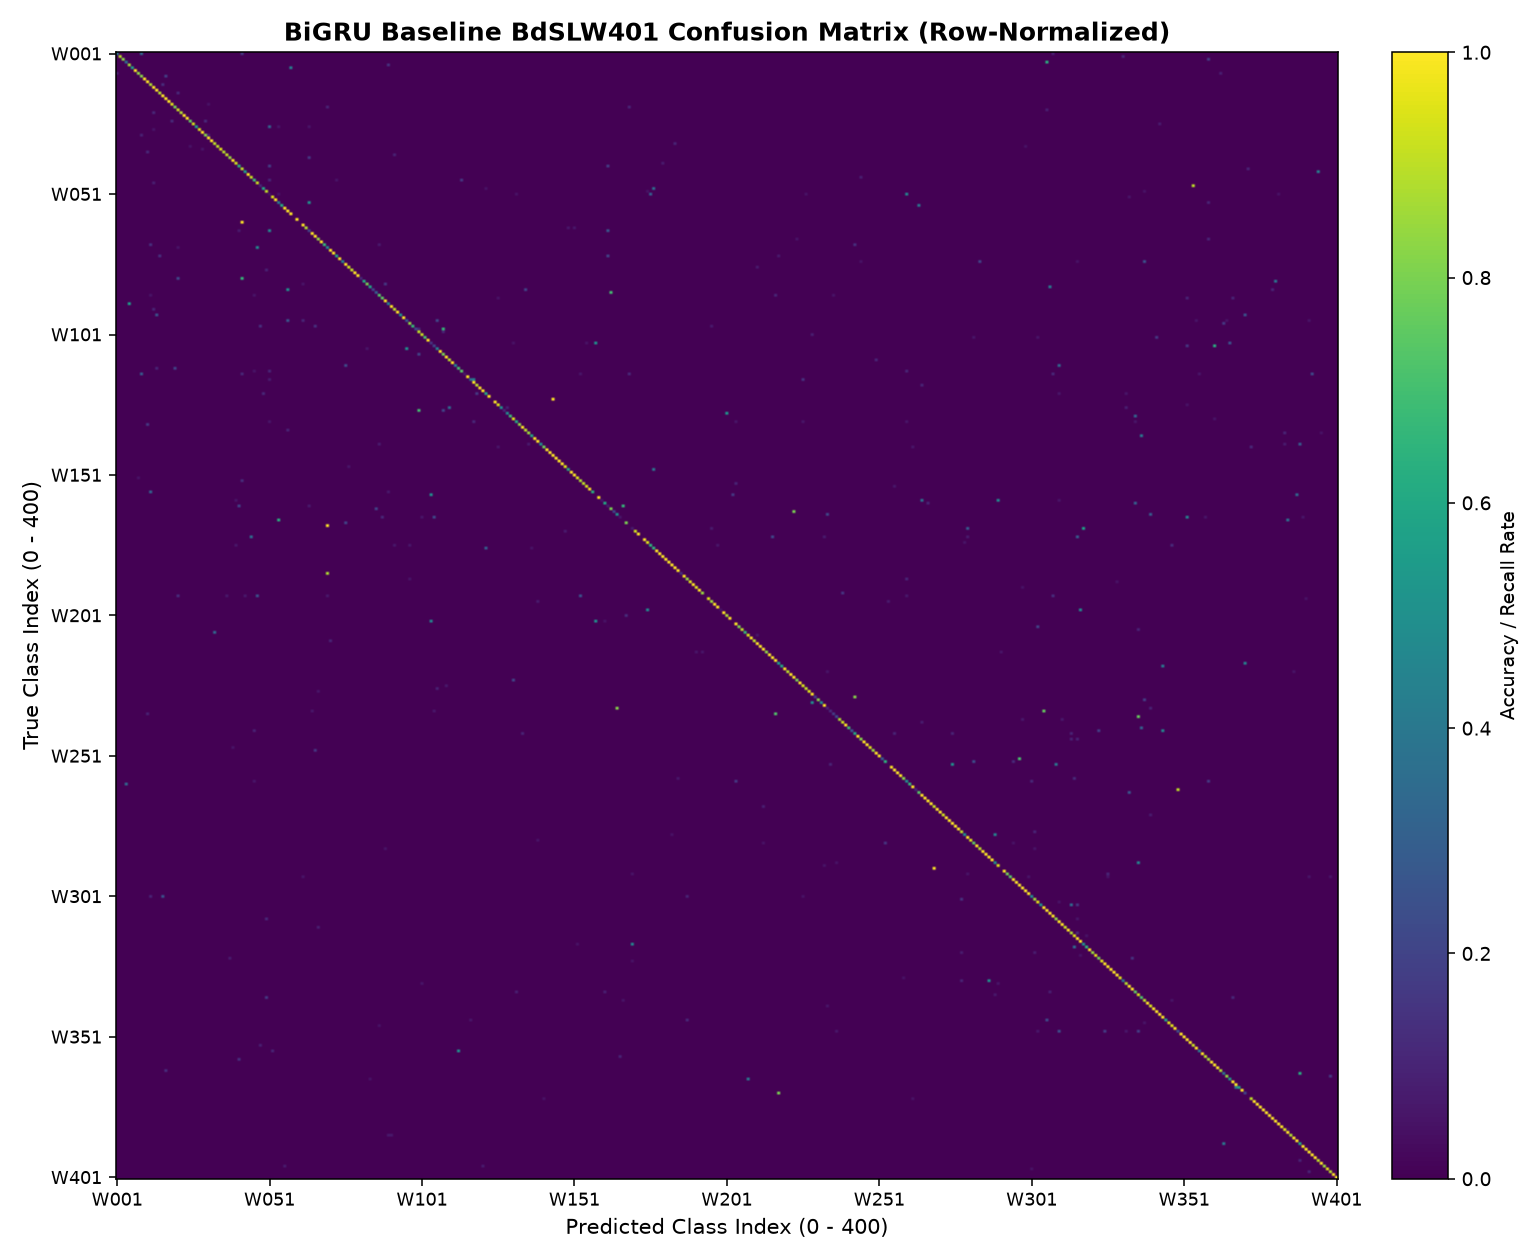 BiGRU Baseline BdSLW401 Confusion Matrix (Row-Normalized)
True Class Index (0 - 400)
W001
W051
W101
W151
W201
W251
W301
W351
W401
W001 W051 W101 W151 W201 W251 W301 W351 W401
Predicted Class Index (0 - 400)
1.0
0.8
0.6
0.4
0.2
0.0
Accuracy / Recall Rate